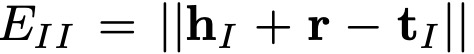 E_{II} = ||\mathbf{h}_I + \mathbf{r} - \mathbf{t}_I||